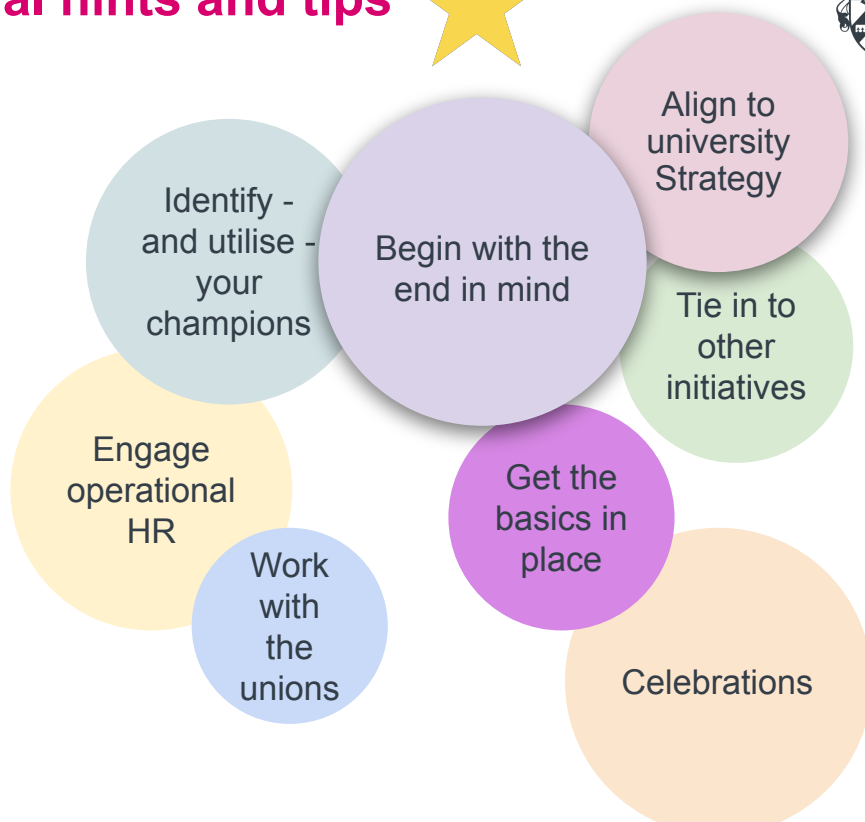 hints and tips
Align to
university
Strategy
Identify -
and utilise -
your
champions
Begin with the
end in mind
Tie in to
other
initiatives
Engage
operational
HR
Get the
basics in
place
Work
with
the
unions
Celebrations